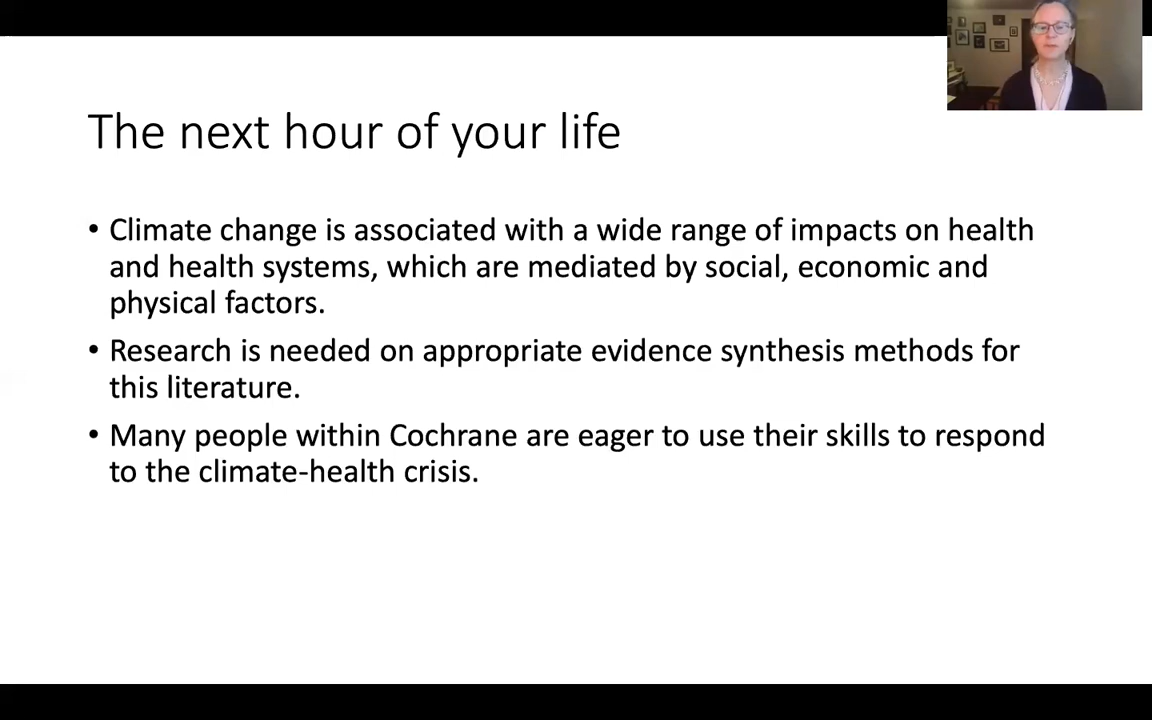 The next hour of your life
• Climate change is associated with a wide range of impacts on health
and health systems, which are mediated by social, economic and
physical factors.
• Research is needed on appropriate evidence synthesis methods for
this literature.
• Many people within Cochrane are eager to use their skills to respond
to the climate-health crisis.